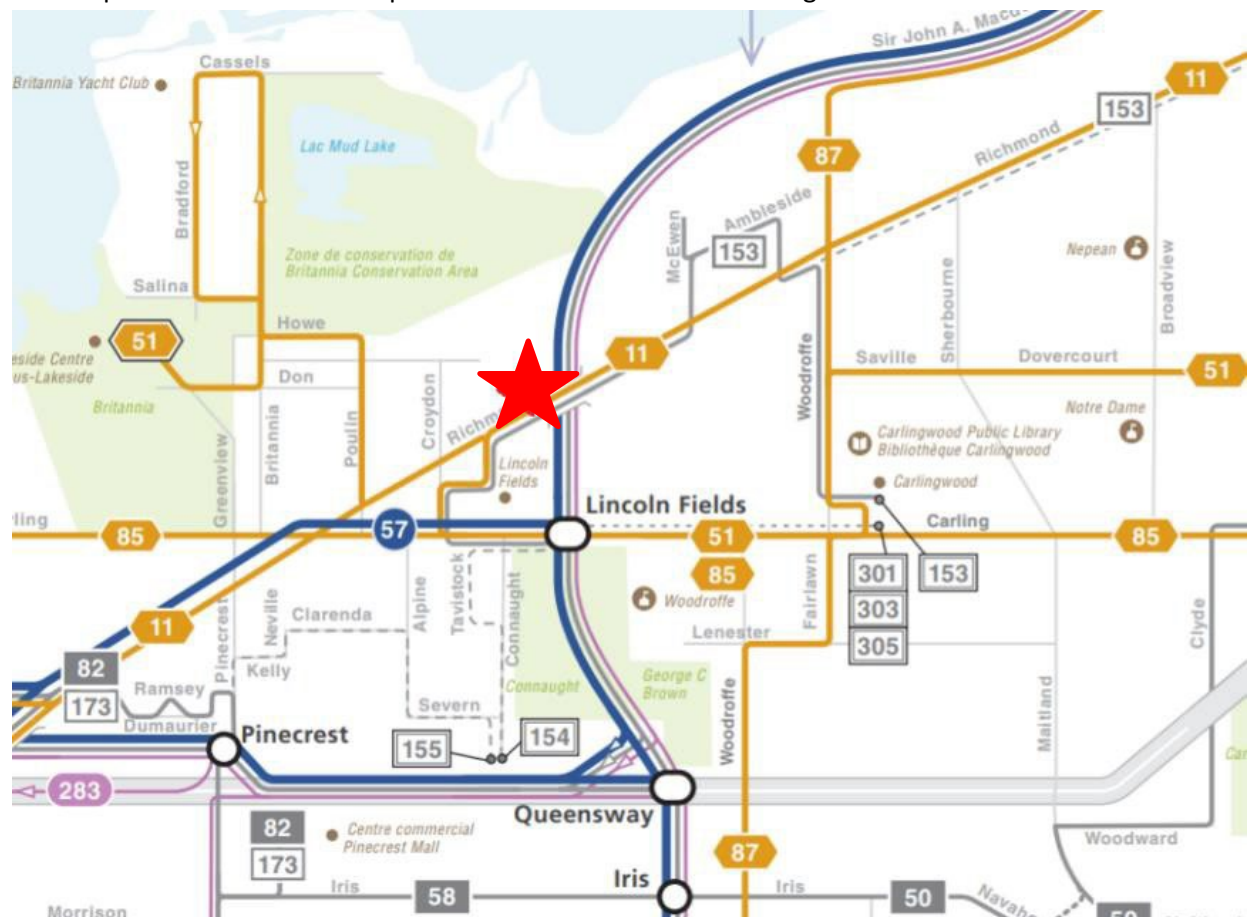 Cassels
Sir John A. Macdo
Britannia Yacht Club
11
153
Lac Mud Lake
87
Richmond
Bradford
McEwen
Ambleside
153
Nepean
Zone de conservation de
Britannia Conservation Area
Broadview
Salina
Howe
Sherbourne
51
11
eside Centre
us-Lakeside
Woodroffe
Saville
Dovercourt
51
Don
Britannia
Croydon
Notre Dame
Poulin
Britannia
Richm
Greenview
Carlingwood Public Library
Bibliothèque Carlingwood
Lincoln
Fields
Carlingwood
Lincoln Fields
rling
85
57
51
Carling
85
85
301
153
303
305
Woodroffe
Fairlawn
Alpine
Tavistock
Connaught
Clarenda
Neville
Pinecrest
11
Lenester
Clyde
82
173
Kelly
Ramsey
Dumaurier
Connaught
George C
Brown
Severn
Woodroffe
Maitland
Pinecrest
155
154
283
Queensway
82
173
Centre commercial
Pinecrest Mall
87
Woodward
Iris
Iris
58
Iris
50
Navaho
Morrison